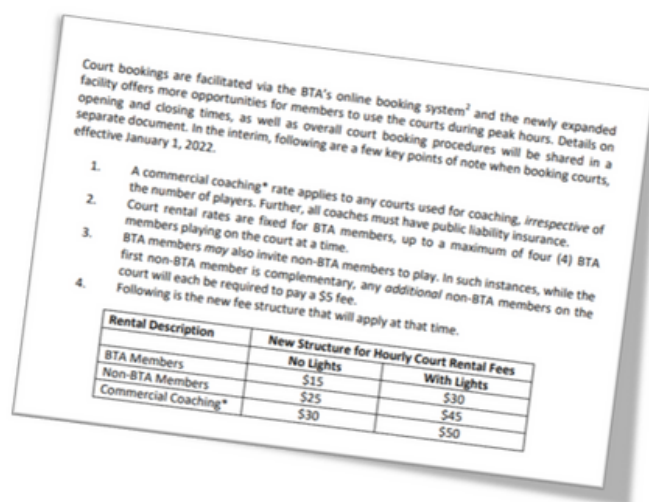 Court bookings are facilitated via the BTA's online booking system² and the newly expanded
facility offers more opportunities for members to use the courts during peak hours. Details on
opening and closing times, as well as overall court booking procedures will be shared in a
separate document. In the interim, following are a few key points of note when booking courts,
effective January 1, 2022.
1. A commercial coaching* rate applies to any courts used for coaching, irrespective of
the number of players. Further, all coaches must have public liability insurance.
2. Court rental rates are fixed for BTA members, up to a maximum of four (4) BTA
members playing on the court at a time.
3. BTA members may also invite non-BTA members to play. In such instances, while the
first non-BTA member is complementary, any additional non-BTA members on the
court will each be required to pay a $5 fee.
4. Following is the new fee structure that will apply at that time.
Rental Description New Structure for Hourly Court Rental Fees
No Lights With Lights
BTA Members $15 $30
Non-BTA Members $25 $45
Commercial Coaching* $30 $50